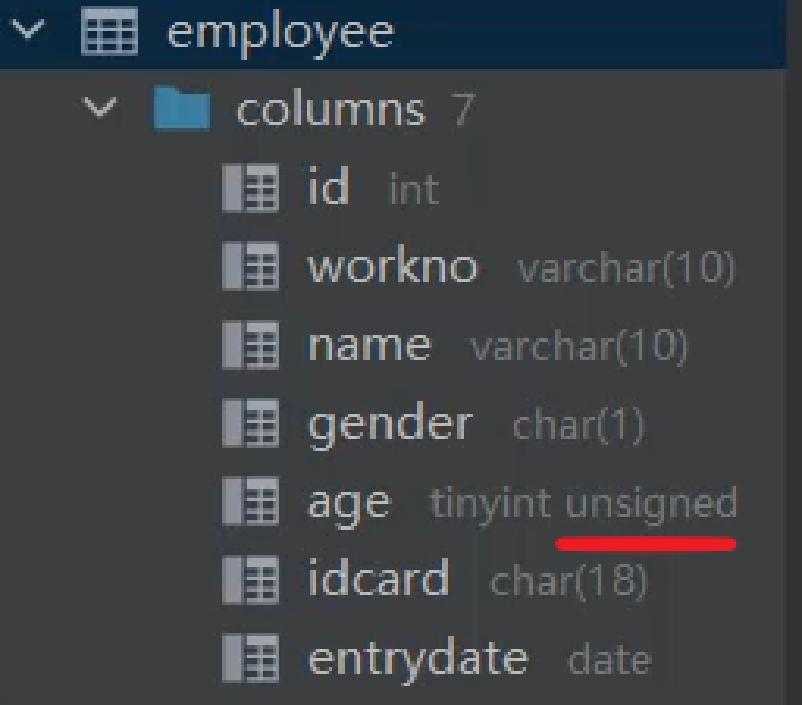 employee
columns 7
id int
workno varchar(10)
name varchar(10)
gender char(1)
age tinyint unsigned
idcard char(18)
entrydate date